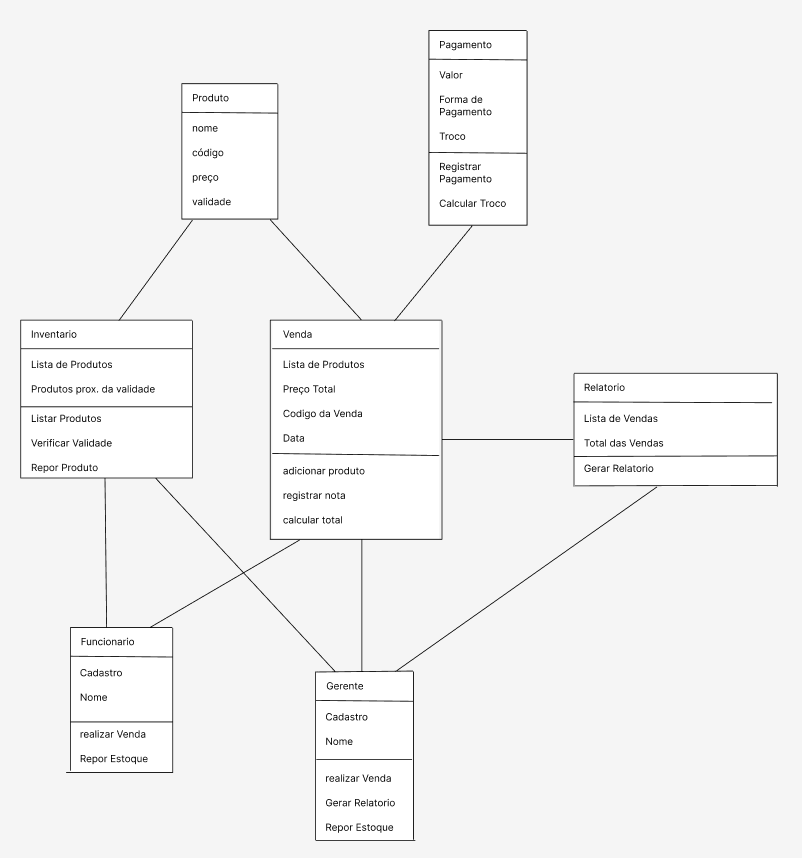 Pagamento
Valor
Forma de
Pagamento
Troco
Registrar
Pagamento
Calcular Troco
Produto
nome
código
preço
validade
Inventario
Lista de Produtos
Produtos prox. da validade
Listar Produtos
Verificar Validade
Repor Produto
Venda
Lista de Produtos
Preço Total
Codigo da Venda
Data
adicionar produto
registrar nota
calcular total
Relatorio
Lista de Vendas
Total das Vendas
Gerar Relatorio
Funcionario
Cadastro
Nome
realizar Venda
Repor Estoque
Gerente
Cadastro
Nome
realizar Venda
Gerar Relatorio
Repor Estoque